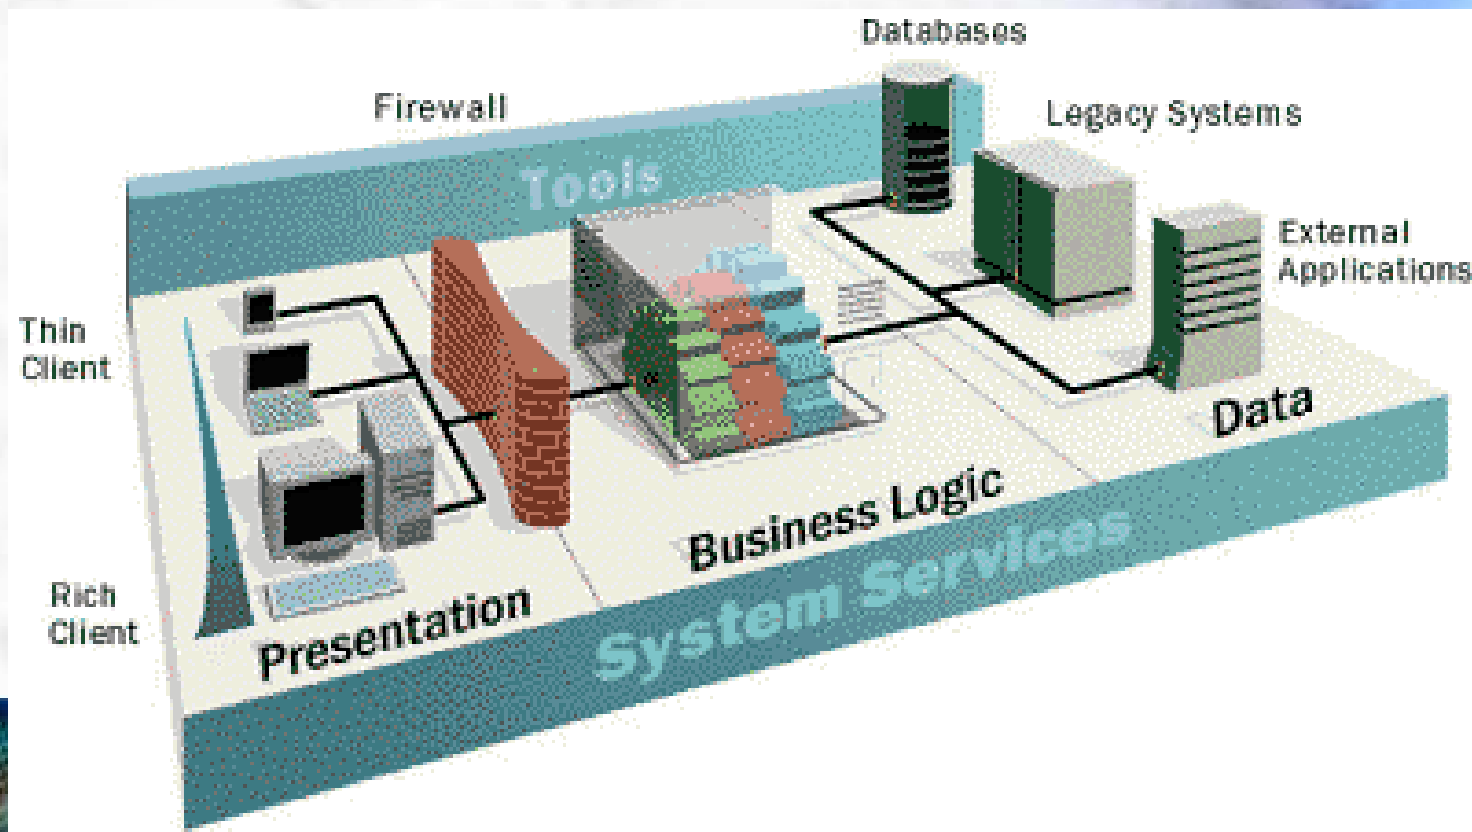 Databases
Firewall
Legacy Systems
Tools
External
Applications
Thin
Client
Data
Business Logic
System Services
Rich
Client
Presentation